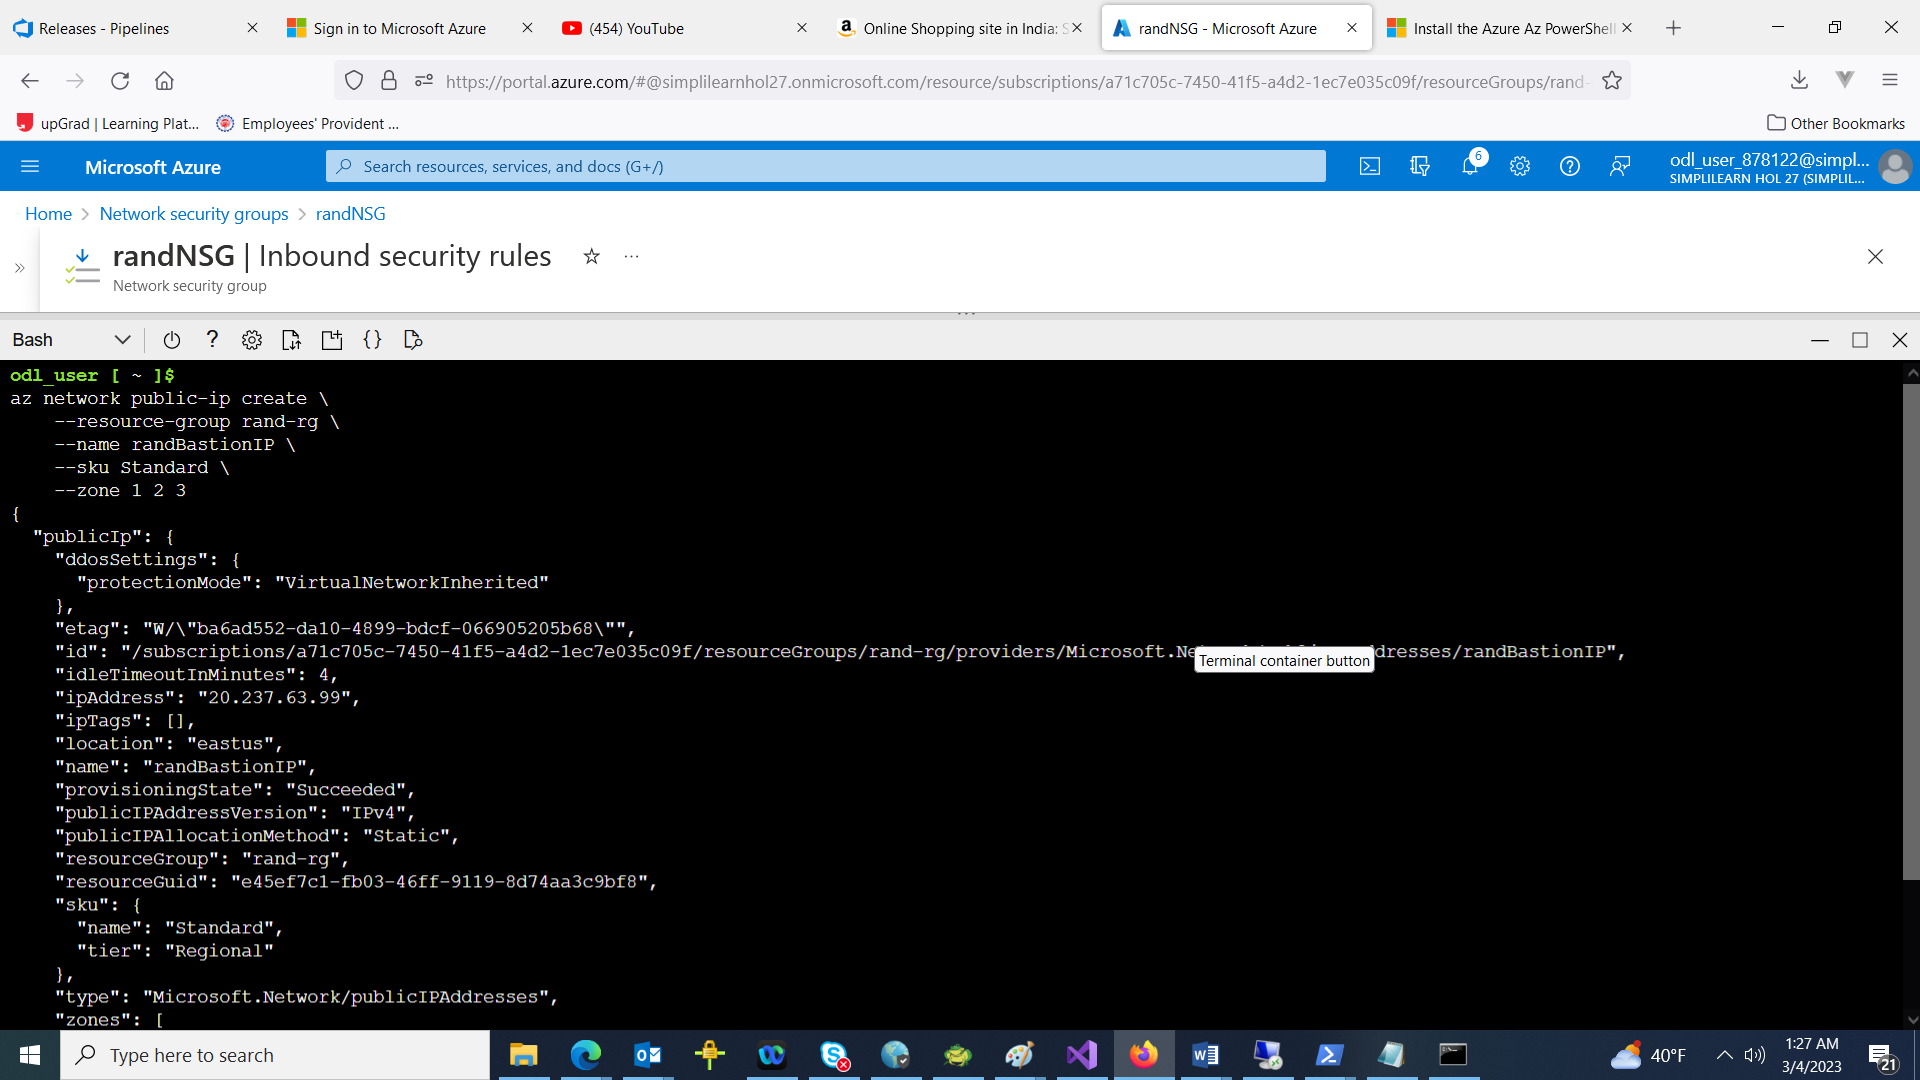 Releases - Pipelines
Sign in to Microsoft Azure
(454) YouTube
Online Shopping site in India: S
randNSG - Microsoft Azure
Install the Azure Az PowerShell
https://portal.azure.com/#@simplilearnhol27.onmicrosoft.com/resource/subscriptions/a71c705c-7450-41f5-a4d2-1ec7e035c09f/resourceGroups/rand-
upGrad | Learning Plat...
Employees' Provident ...
Other Bookmarks
Microsoft Azure
Search resources, services, and docs (G+/)
6
odl_user_878122@simpl...
SIMPLILEARN HOL 27 (SIMPLIL...
Home > Network security groups > randNSG
randNSG | Inbound security rules
Network security group
Bash
odl_user [ ~ ]$
az network public-ip create \
--resource-group rand-rg \
--name randBastionIP \
--sku Standard \
--zone 1 2 3
{
"publicIp": {
"ddosSettings": {
"protectionMode": "VirtualNetworkInherited"
},
"etag": "W/\"ba6ad552-da10-4899-bdcf-066905205b68\"",
"id": "/subscriptions/a71c705c-7450-41f5-a4d2-1ec7e035c09f/resourceGroups/rand-rg/providers/Microsoft.Ne dresses/randBastionIP",
Terminal container button
"idleTimeoutInMinutes": 4,
"ipAddress": "20.237.63.99",
"ipTags": [],
"location": "eastus",
"name": "randBastionIP",
"provisioningState": "Succeeded",
"publicIPAddressVersion": "IPv4",
"publicIPAllocationMethod": "Static",
"resourceGroup": "rand-rg",
"resourceGuid": "e45ef7c1-fb03-46ff-9119-8d74aa3c9bf8",
"sku": {
"name": "Standard",
"tier": "Regional"
},
"type": "Microsoft.Network/publicIPAddresses",
"zones": [
Type here to search
40°F
1:27 AM
3/4/2023
21